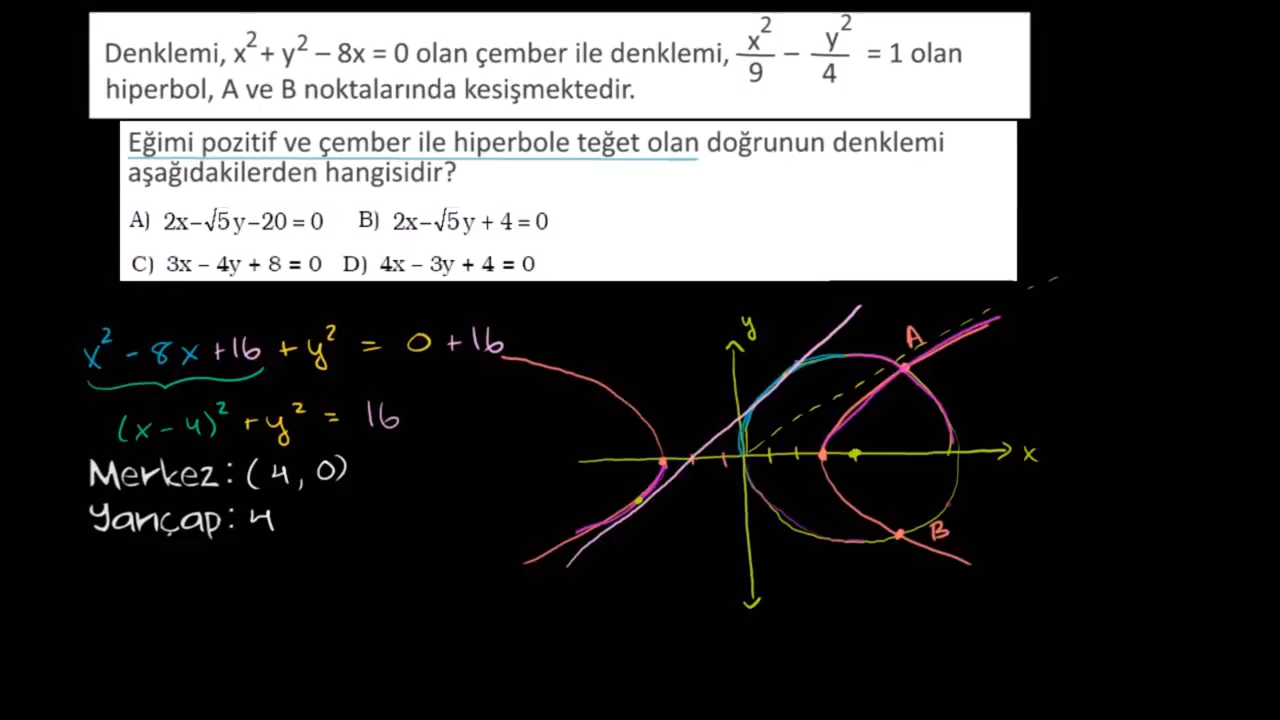 Denklemi, x² + y² – 8x = 0 olan çember ile denklemi, x²/9 – y²/4 = 1 olan
hiperbol, A ve B noktalarında kesişmektedir.
Eğimi pozitif ve çember ile hiperbole teğet olan doğrunun denklemi
aşağıdakilerden hangisidir?
A) 2x–√5y–20 = 0 B) 2x–√5y + 4 = 0
C) 3x – 4y + 8 = 0 D) 4x – 3y + 4 = 0
x² - 8x +16 + y² = 0 +16
(x - 4)² + y² = 16
Merkez: (4, 0)
Yarıçap: 4
y
A
x
B